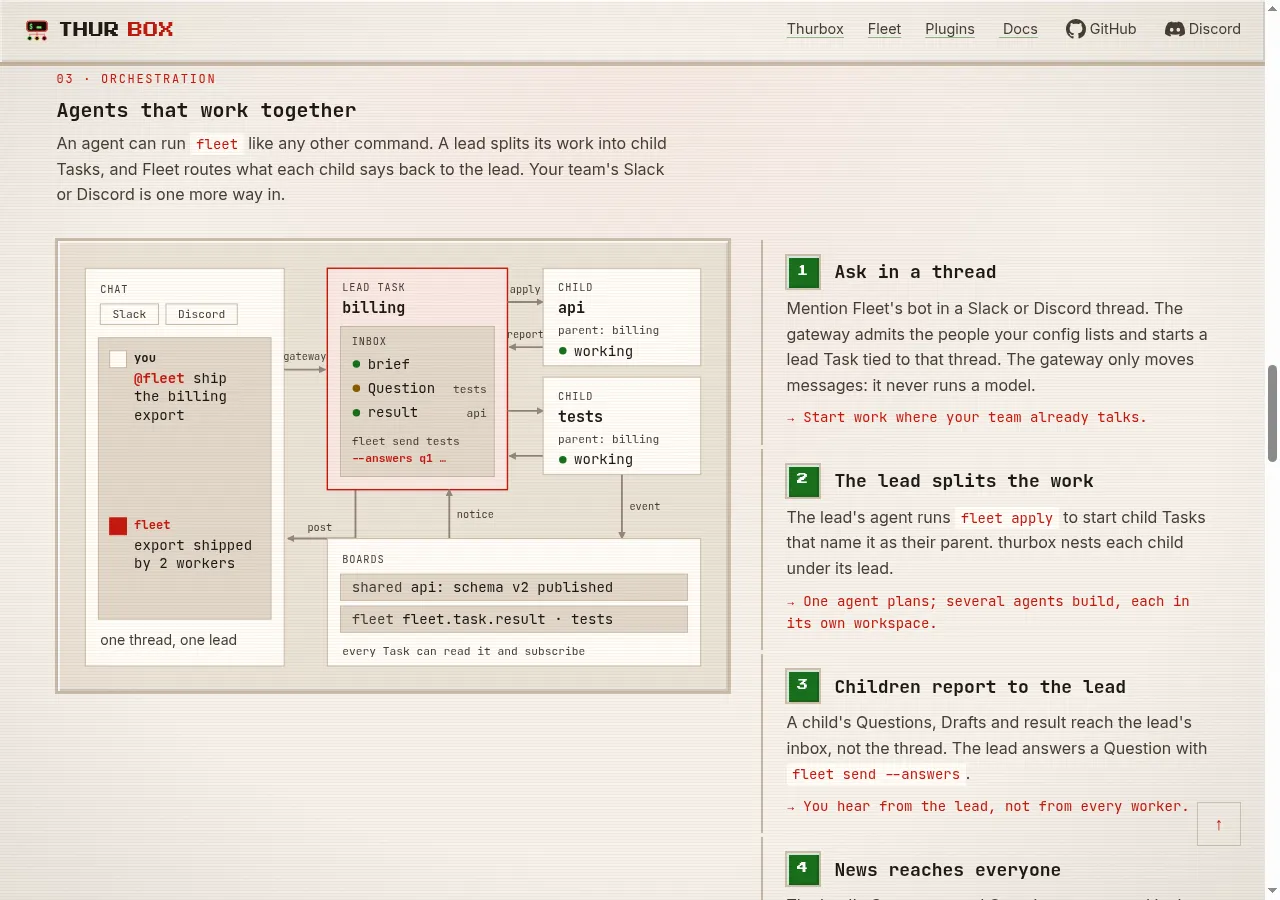 THUR BOX
Thurbox Fleet Plugins Docs GitHub Discord
03 · ORCHESTRATION
Agents that work together
An agent can run fleet like any other command. A lead splits its work into child
Tasks, and Fleet routes what each child says back to the lead. Your team's Slack
or Discord is one more way in.
CHAT
Slack Discord
you
@fleet ship
the billing
export
fleet
export shipped
by 2 workers
one thread, one lead
gateway
LEAD TASK
billing
INBOX
brief
Question tests
result api
fleet send tests
--answers q1 …
apply
report
CHILD
api
parent: billing
working
CHILD
tests
parent: billing
working
post
notice
event
BOARDS
shared api: schema v2 published
fleet fleet.task.result · tests
every Task can read it and subscribe
1 Ask in a thread
Mention Fleet's bot in a Slack or Discord thread. The
gateway admits the people your config lists and starts a
lead Task tied to that thread. The gateway only moves
messages: it never runs a model.
→ Start work where your team already talks.
2 The lead splits the work
The lead's agent runs fleet apply to start child Tasks
that name it as their parent. thurbox nests each child
under its lead.
→ One agent plans; several agents build, each in
its own workspace.
3 Children report to the lead
A child's Questions, Drafts and result reach the lead's
inbox, not the thread. The lead answers a Question with
fleet send --answers.
→ You hear from the lead, not from every worker.
↑
4 News reaches everyone